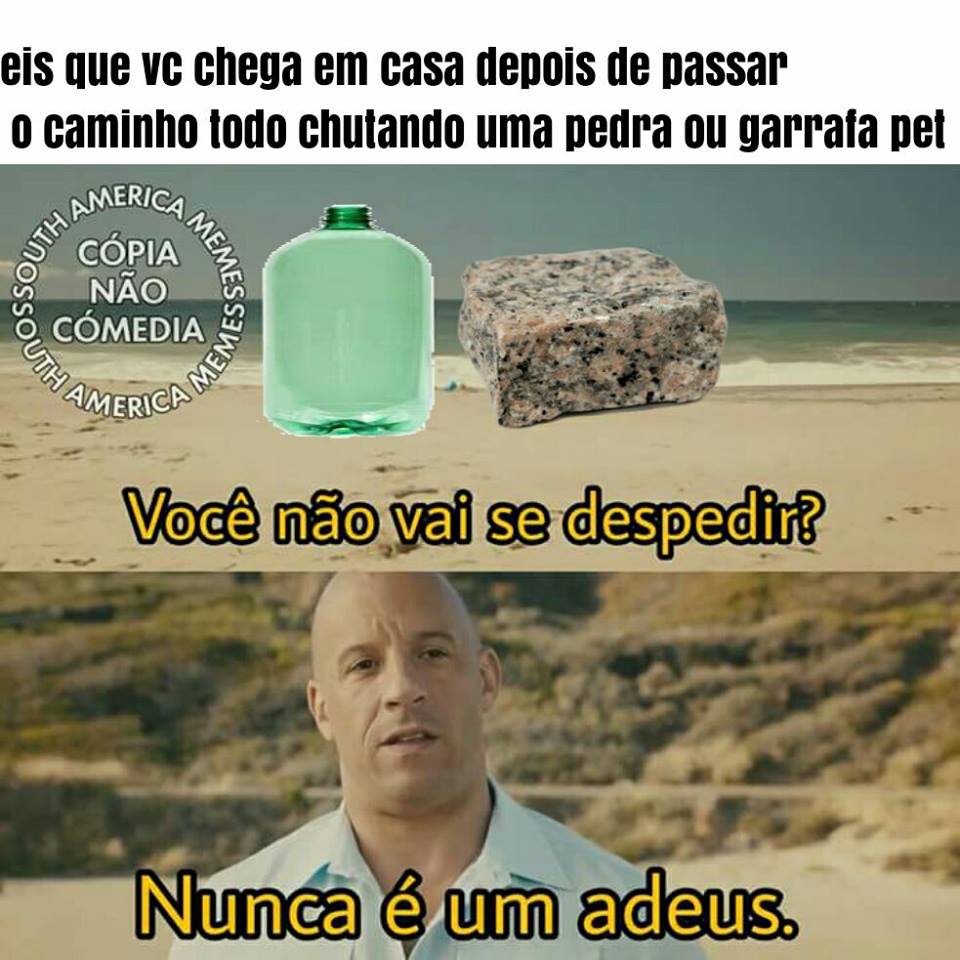 eis que vc chega em casa depois de passar
o caminho todo chutando uma pedra ou garrafa pet
SOUTH AMERICA MEMES
CÓPIA
NÃO
CÓMEDIA
SOUTH AMERICA MEMES
Você não vai se despedir?
Nunca é um adeus.